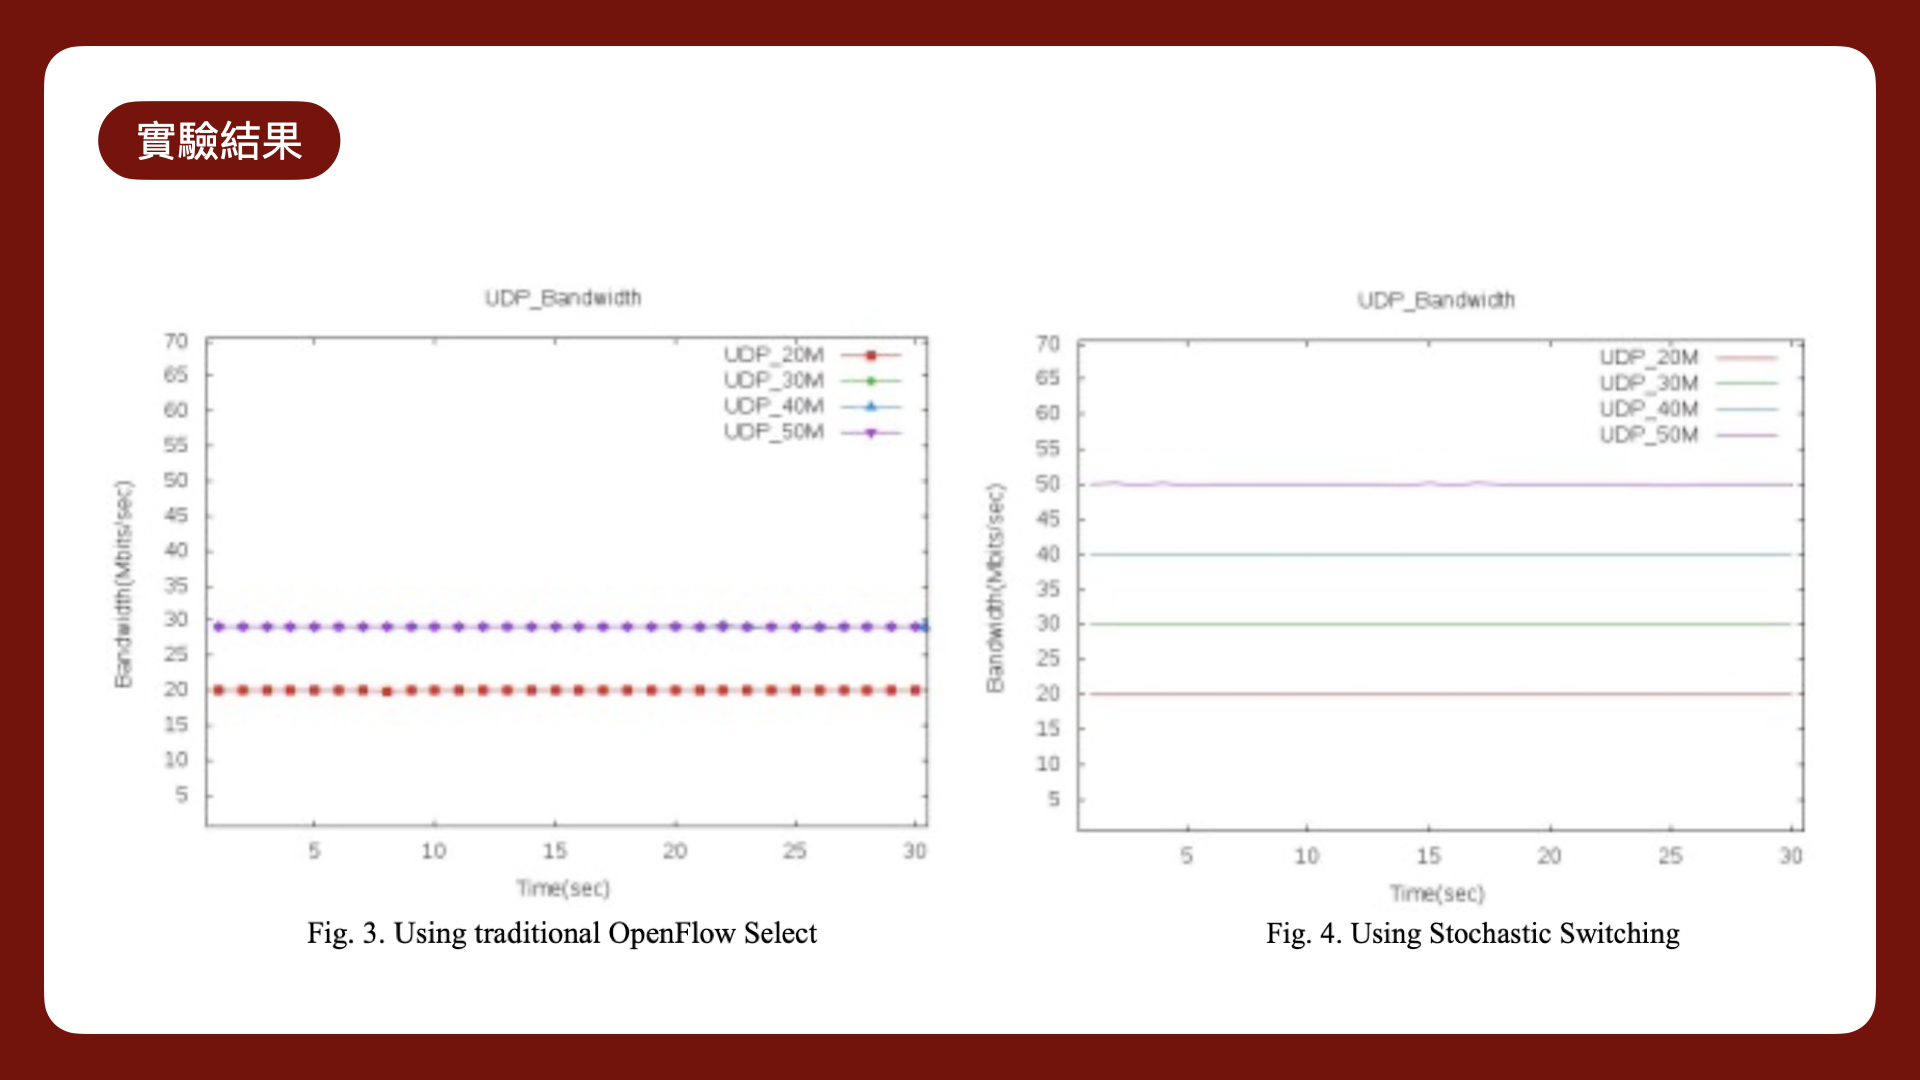 實驗結果
UDP_Bandwidth
70
65
60
55
50
45
40
35
30
25
20
15
10
5
Bandwidth(Mbits/sec)
UDP_20M
UDP_30M
UDP_40M
UDP_50M
5 10 15 20 25 30
Time(sec)
Fig. 3. Using traditional OpenFlow Select
UDP_Bandwidth
70
65
60
55
50
45
40
35
30
25
20
15
10
5
Bandwidth(Mbits/sec)
UDP_20M
UDP_30M
UDP_40M
UDP_50M
5 10 15 20 25 30
Time(sec)
Fig. 4. Using Stochastic Switching